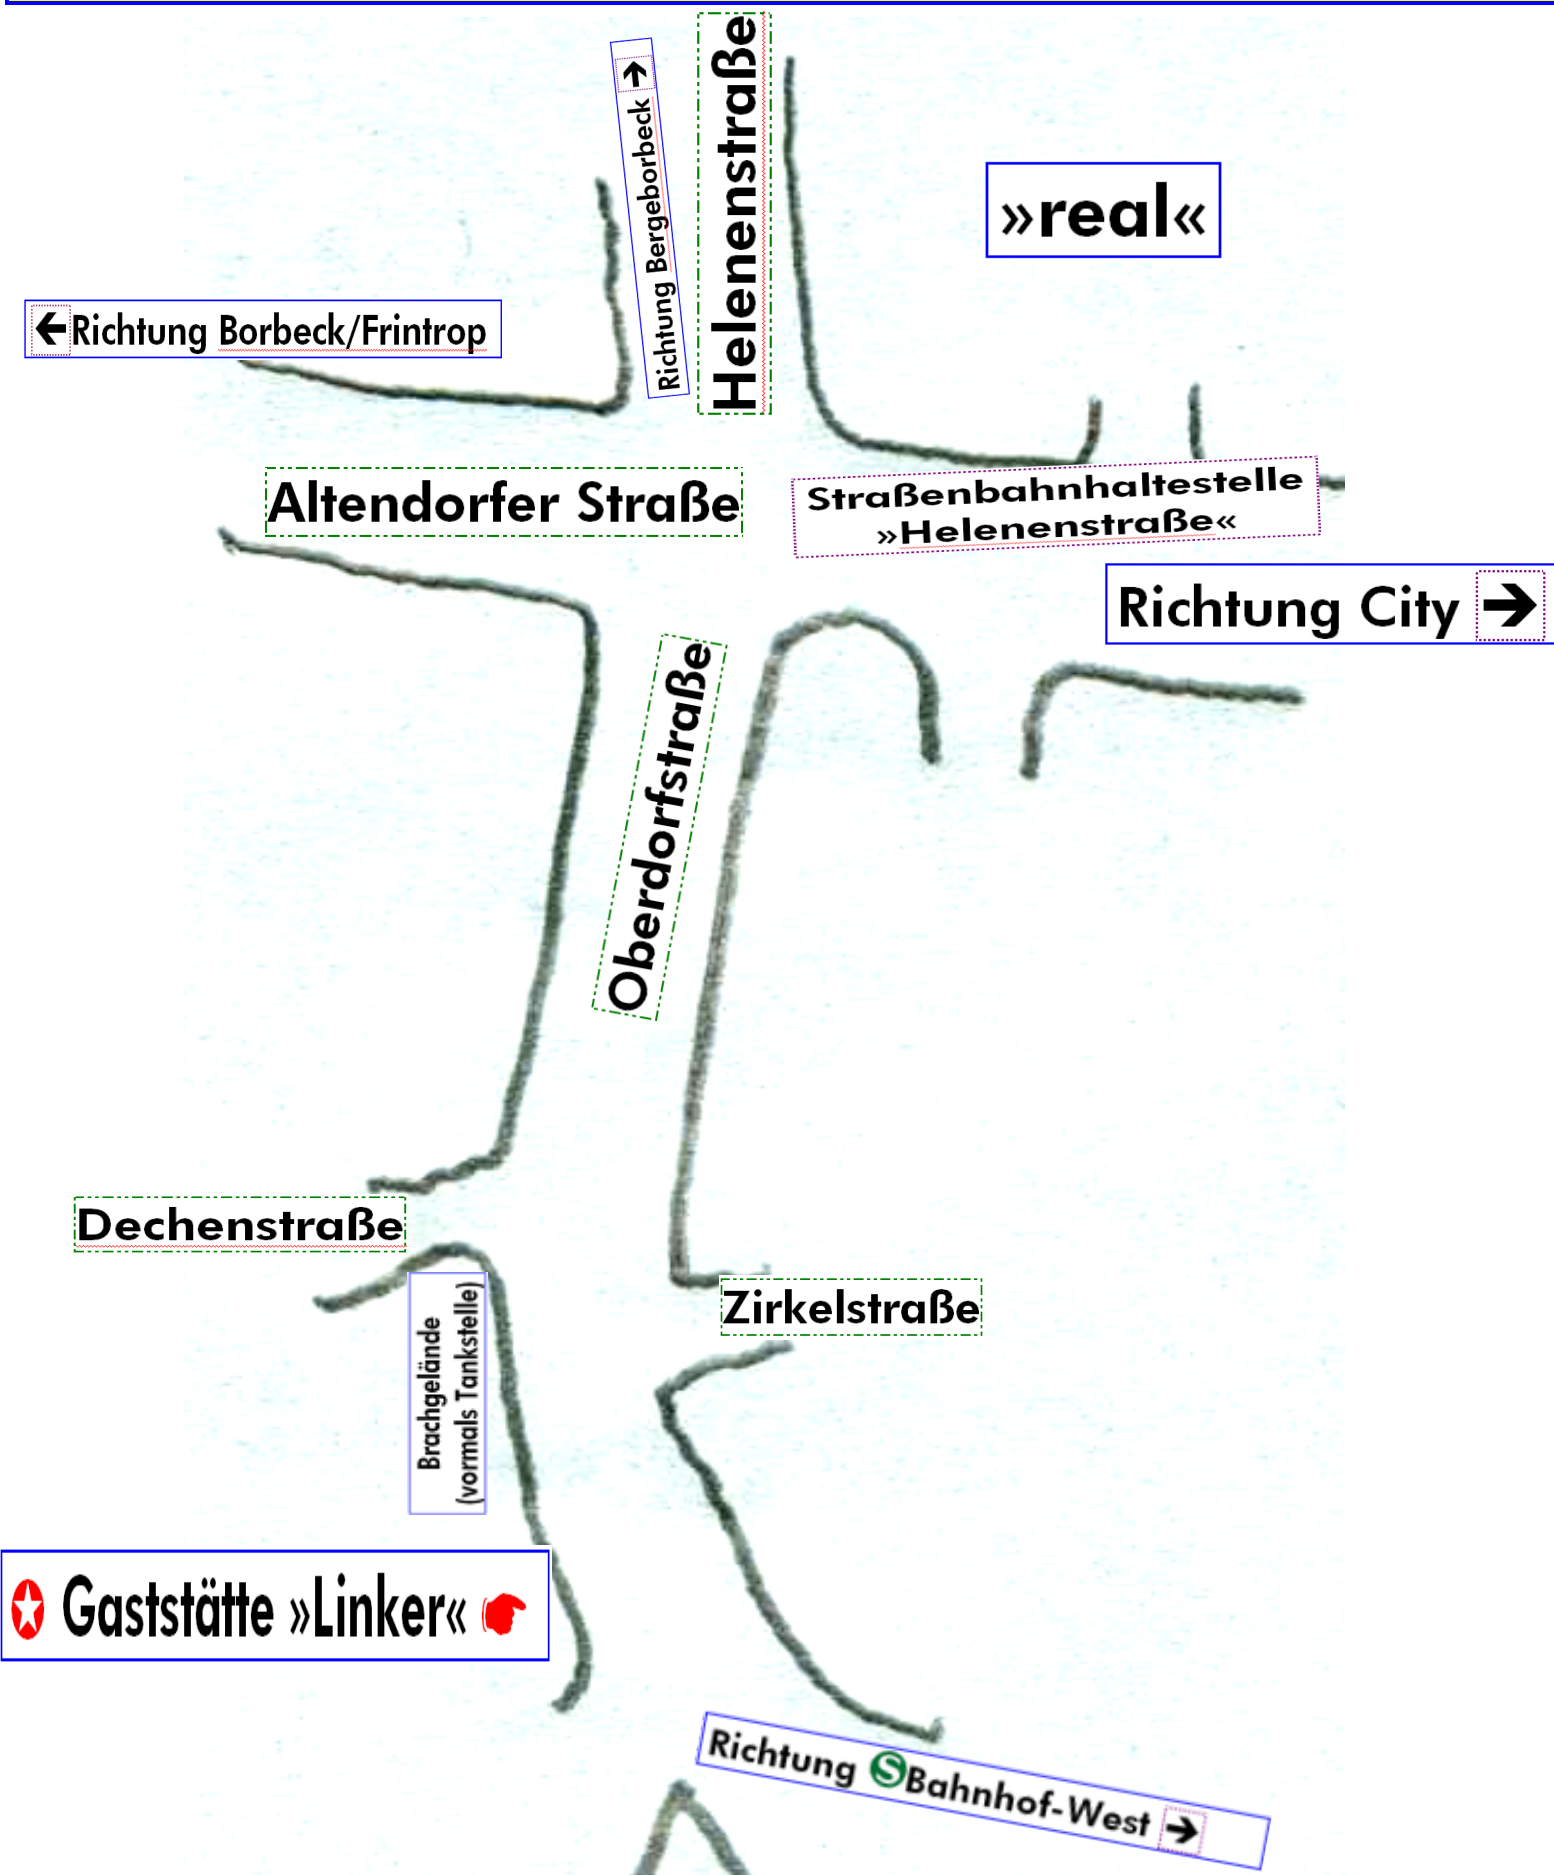 Helenenstraße
Richtung Bergeborbeck →
»real«
←Richtung Borbeck/Frintrop
Altendorfer Straße
Straßenbahnhaltestelle
»Helenenstraße«
Richtung City →
Oberdorfstraße
Dechenstraße
Zirkelstraße
Brachgelände
(vormals Tankstelle)
✪ Gaststätte »Linker« ☛
Richtung S Bahnhof-West →